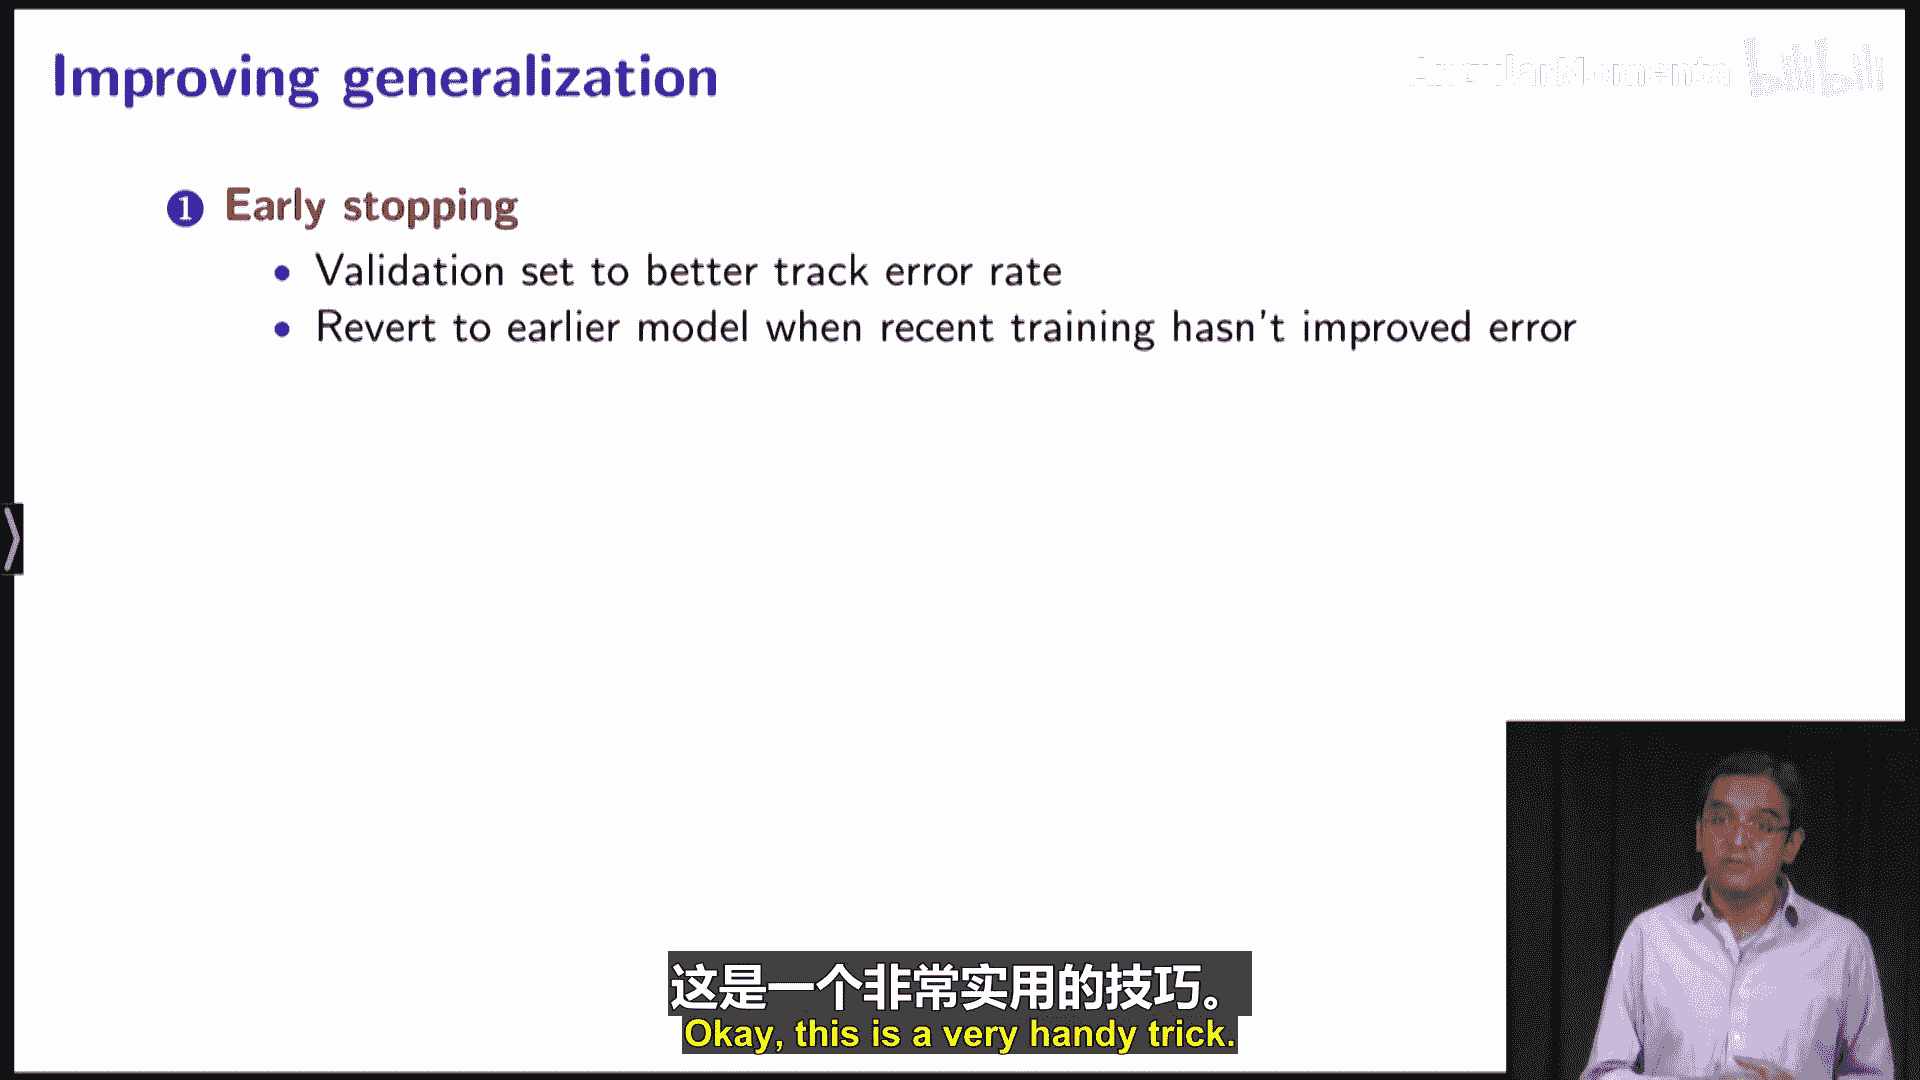 Improving generalization
bilibili
1 Early stopping
• Validation set to better track error rate
• Revert to earlier model when recent training hasn't improved error
这是一个非常实用的技巧。
Okay, this is a very handy trick.